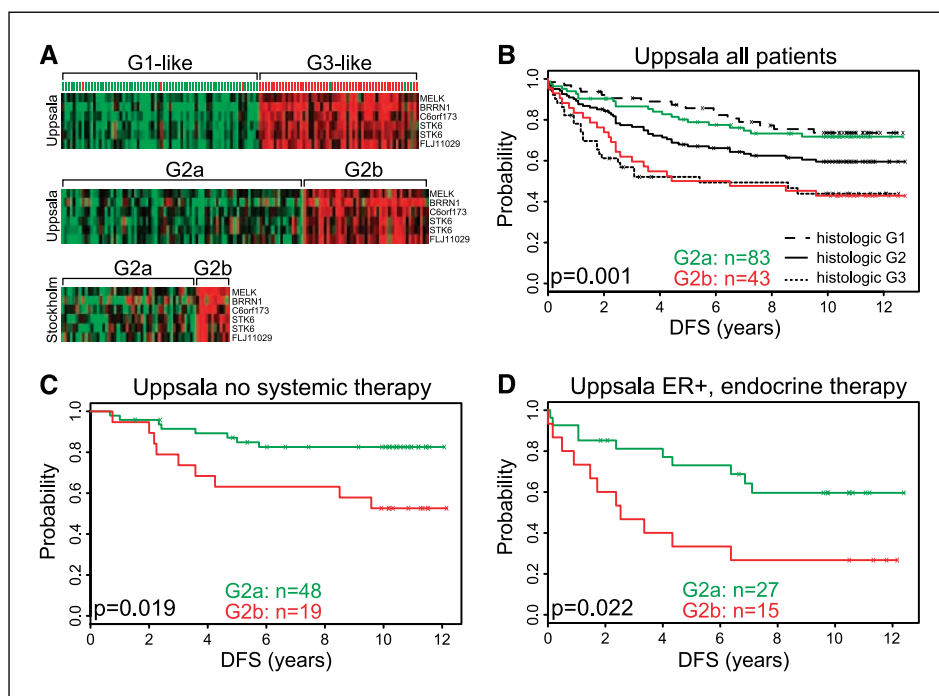 A
G1-like G3-like
Uppsala
MELK
BRRN1
C6orf173
STK6
STK6
FLJ11029
G2a G2b
Uppsala
MELK
BRRN1
C6orf173
STK6
STK6
FLJ11029
G2a G2b
Stockholm
MELK
BRRN1
C6orf173
STK6
STK6
FLJ11029
B Uppsala all patients
Probability
1.0
0.8
0.6
0.4
0.2
0.0
G2a: n=83
G2b: n=43
p=0.001
histologic G1
histologic G2
histologic G3
0 2 4 6 8 10 12
DFS (years)
C Uppsala no systemic therapy
Probability
1.0
0.8
0.6
0.4
0.2
0.0
G2a: n=48
G2b: n=19
p=0.019
0 2 4 6 8 10 12
DFS (years)
D Uppsala ER+, endocrine therapy
Probability
1.0
0.8
0.6
0.4
0.2
0.0
G2a: n=27
G2b: n=15
p=0.022
0 2 4 6 8 10 12
DFS (years)